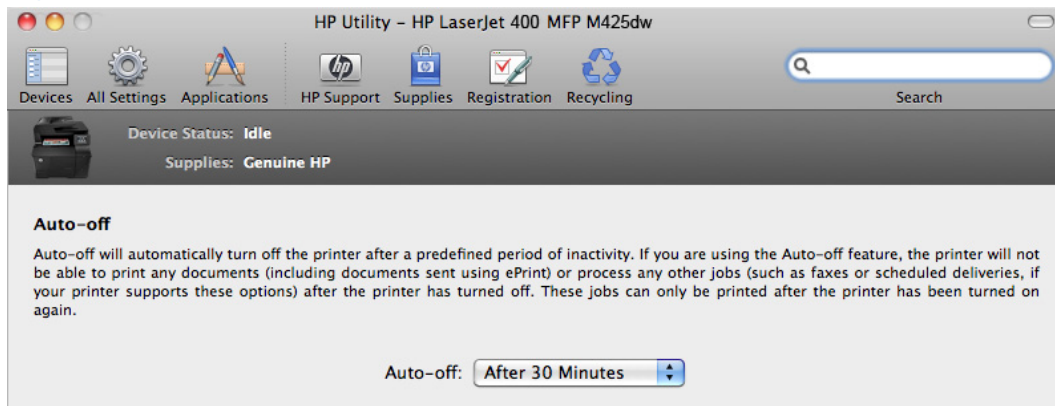 HP Utility – HP LaserJet 400 MFP M425dw
Devices All Settings Applications HP Support Supplies Registration Recycling Search
Device Status: Idle
Supplies: Genuine HP
Auto-off
Auto-off will automatically turn off the printer after a predefined period of inactivity. If you are using the Auto-off feature, the printer will not
be able to print any documents (including documents sent using ePrint) or process any other jobs (such as faxes or scheduled deliveries, if
your printer supports these options) after the printer has turned off. These jobs can only be printed after the printer has been turned on
again.
Auto-off: After 30 Minutes